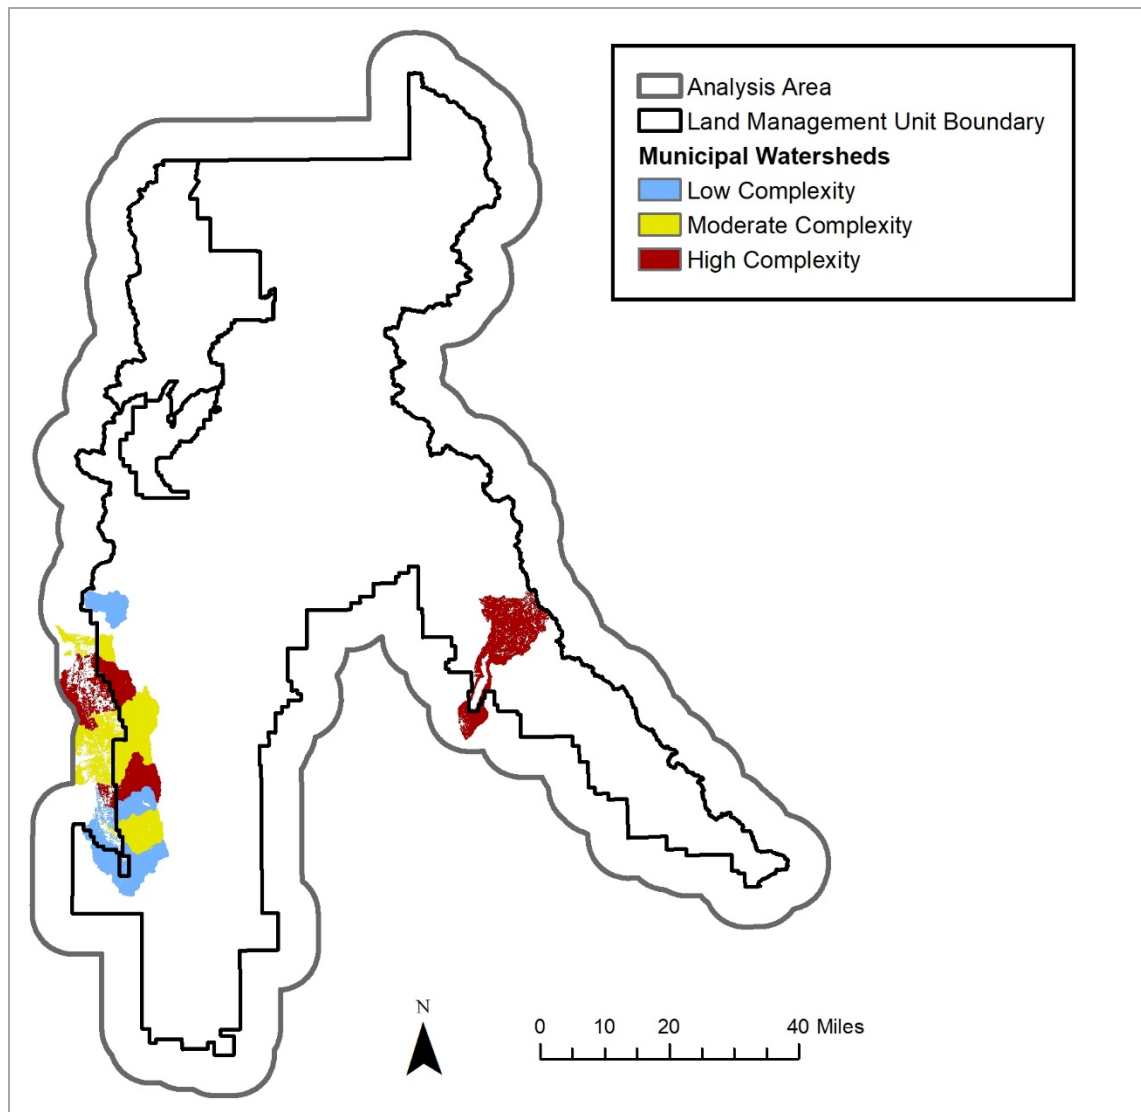 Analysis Area
Land Management Unit Boundary
Municipal Watersheds
Low Complexity
Moderate Complexity
High Complexity
N
0 10 20 40 Miles